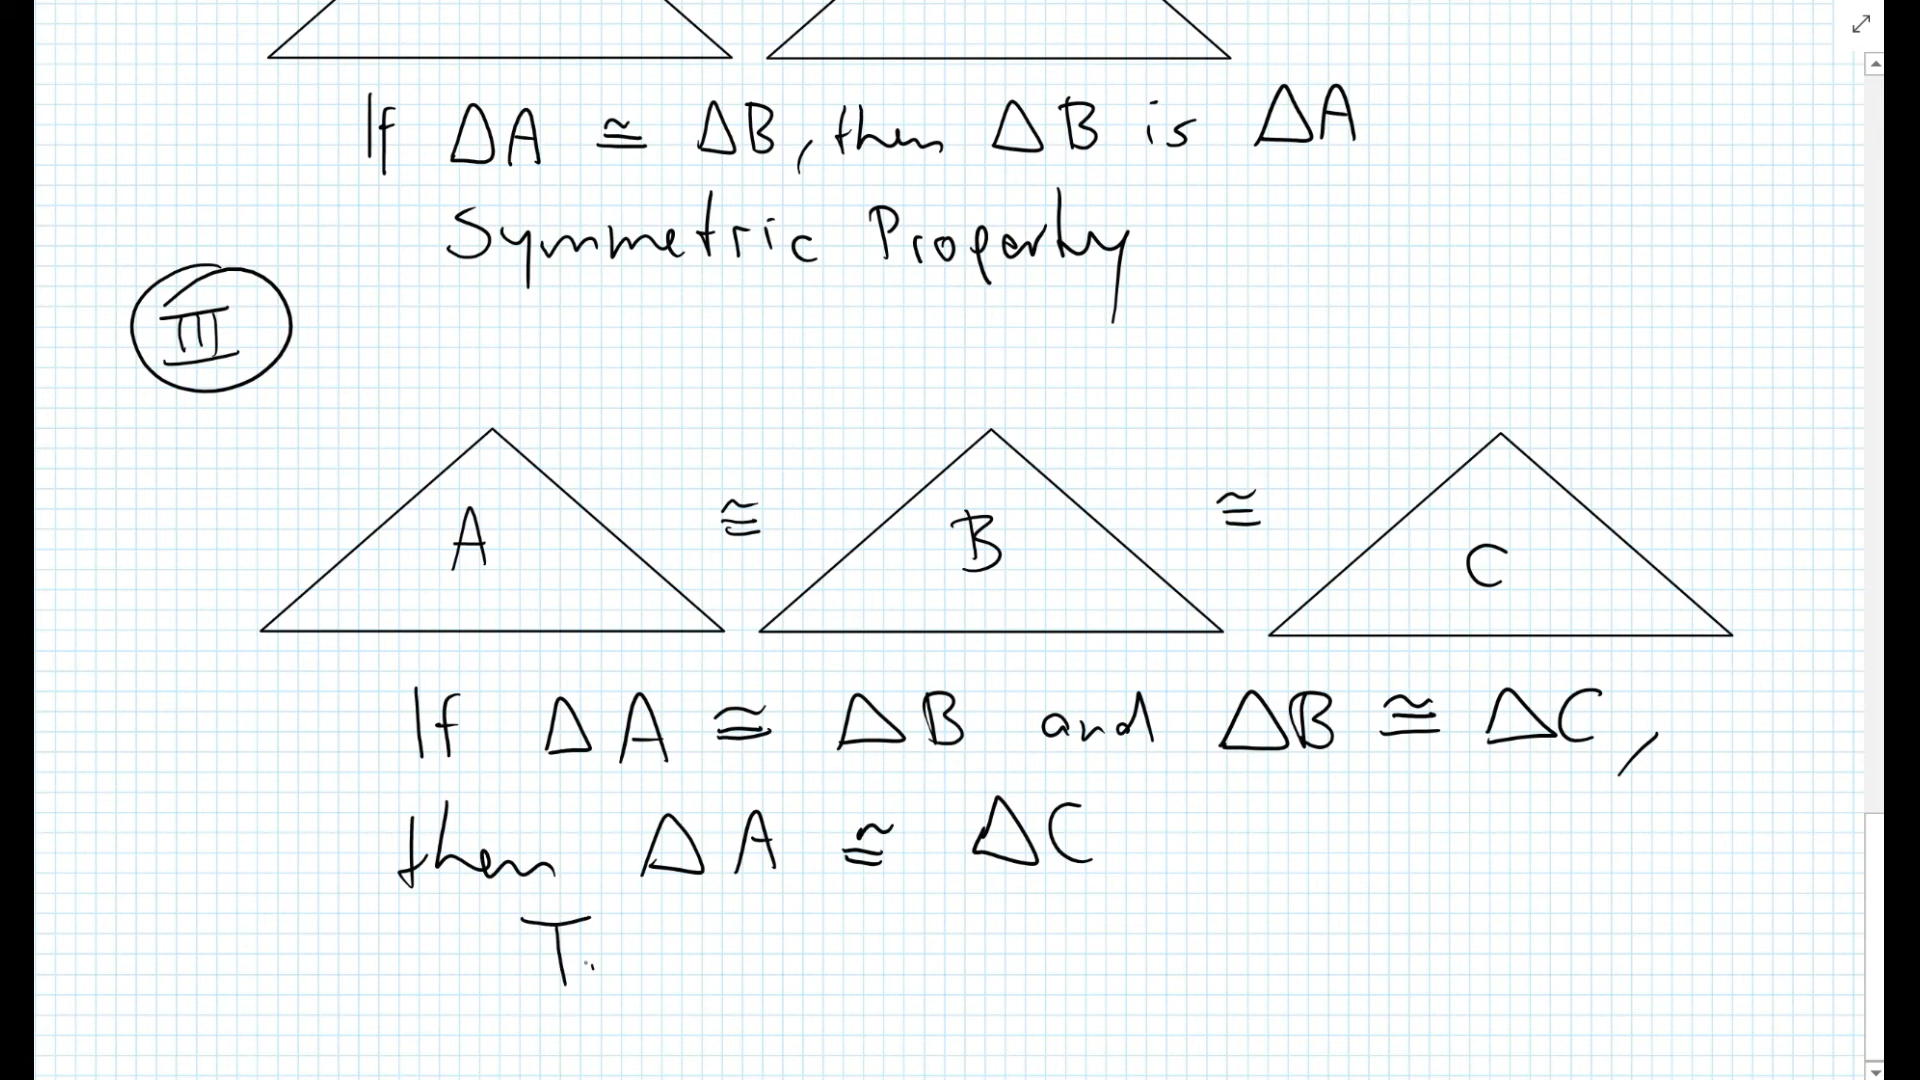 If ΔA ≅ ΔB, then ΔB is ΔA
Symmetric Property
III
A ≅ B ≅ C
If ΔA ≅ ΔB and ΔB ≅ ΔC,
then ΔA ≅ ΔC
T